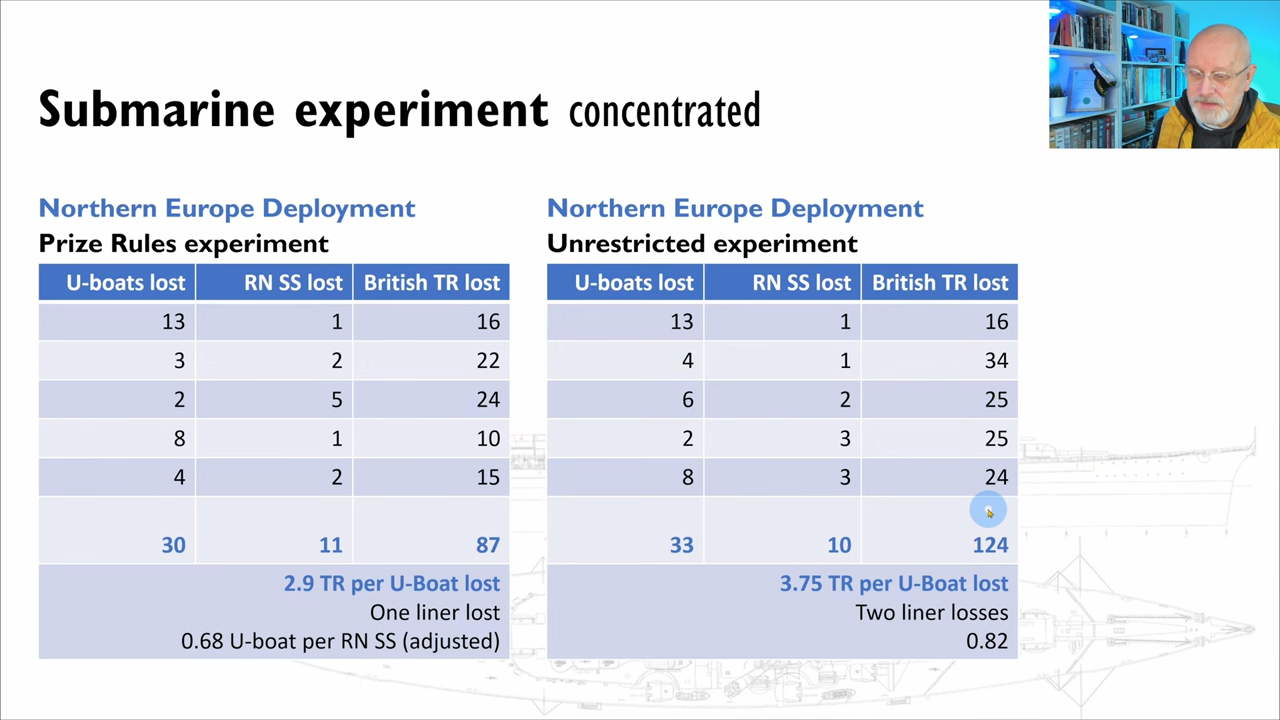 Submarine experiment concentrated
Northern Europe Deployment
Prize Rules experiment
U-boats lost RN SS lost British TR lost
13 1 16
3 2 22
2 5 24
8 1 10
4 2 15
30 11 87
2.9 TR per U-Boat lost
One liner lost
0.68 U-boat per RN SS (adjusted)
Northern Europe Deployment
Unrestricted experiment
U-boats lost RN SS lost British TR lost
13 1 16
4 1 34
6 2 25
2 3 25
8 3 24
33 10 124
3.75 TR per U-Boat lost
Two liner losses
0.82